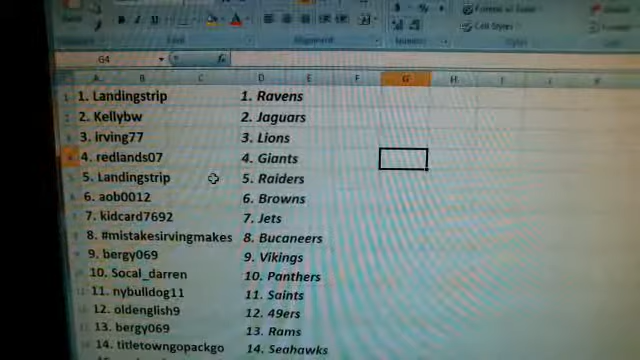 G4
A B C D E F G H
1. Landingstrip 1. Ravens
2. Kellybw 2. Jaguars
3. irving77 3. Lions
4. redlands07 4. Giants
5. Landingstrip 5. Raiders
6. aob0012 6. Browns
7. kidcard7692 7. Jets
8. #mistakesirvingmakes 8. Bucaneers
9. bergy069 9. Vikings
10. Socal_darren 10. Panthers
11. nybulldog11 11. Saints
12. oldenglish9 12. 49ers
13. bergy069 13. Rams
14. titletowngopackgo 14. Seahawks